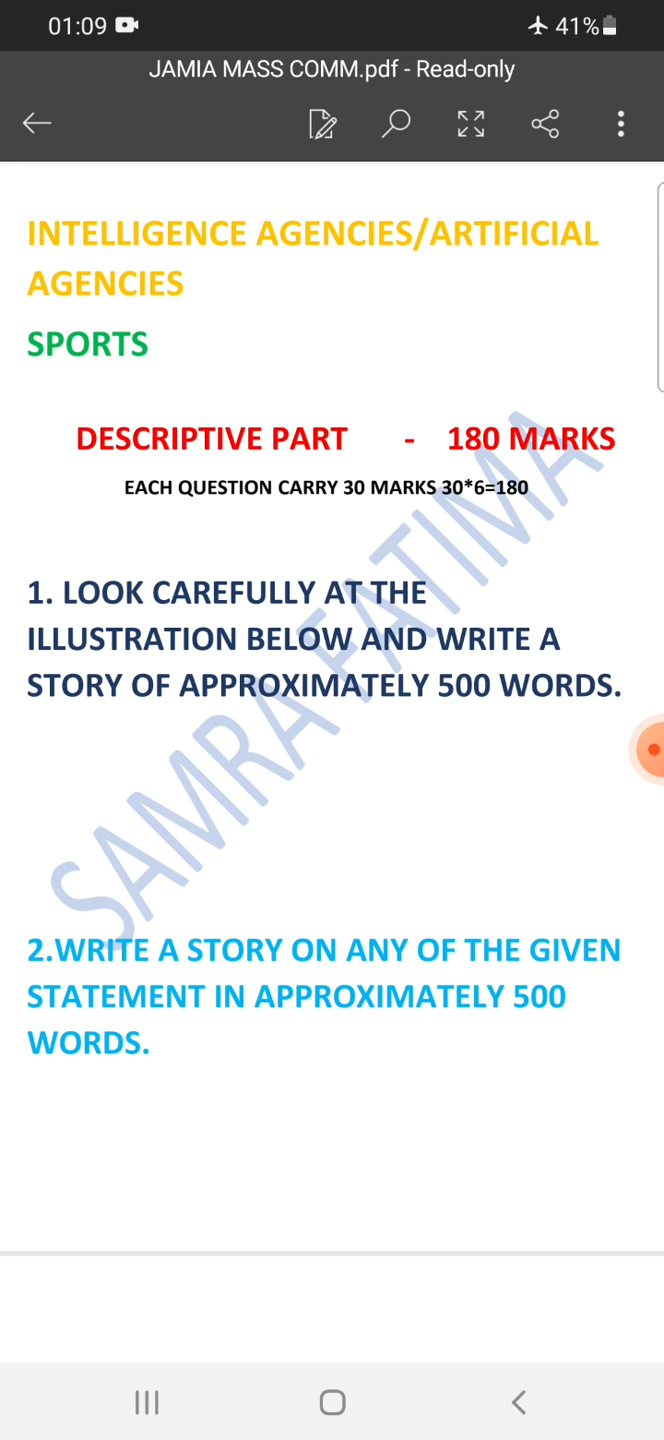 01:09 41%
JAMIA MASS COMM.pdf - Read-only
INTELLIGENCE AGENCIES/ARTIFICIAL
AGENCIES
SPORTS
DESCRIPTIVE PART - 180 MARKS
EACH QUESTION CARRY 30 MARKS 30*6=180
1. LOOK CAREFULLY AT THE
ILLUSTRATION BELOW AND WRITE A
STORY OF APPROXIMATELY 500 WORDS.
SAMRA FATIMA
2.WRITE A STORY ON ANY OF THE GIVEN
STATEMENT IN APPROXIMATELY 500
WORDS.